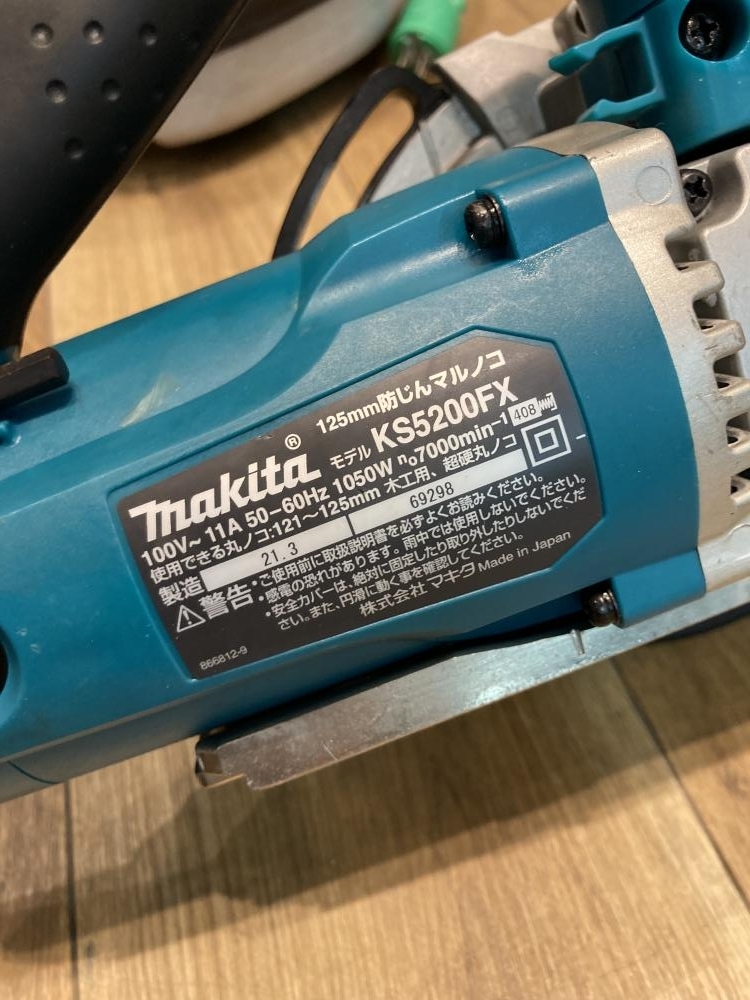 125mm防じんマルノコ
makita® モデル KS5200FX
100V~11A 50-60Hz 1050W n₀7000min⁻¹ 408
使用できる丸ノコ:121~125mm 木工用、超硬丸ノコ
製造 21.3 69298
⚠警告 ・ご使用前に取扱説明書を必ずよくお読みください。
・感電の恐れがあります。雨中では使用しないでください。
・安全カバーは、絶対に固定したり取り外したりしないでくだ
さい。また、円滑に動く事を確認してください。
株式会社 マキタ Made in Japan
866812-9